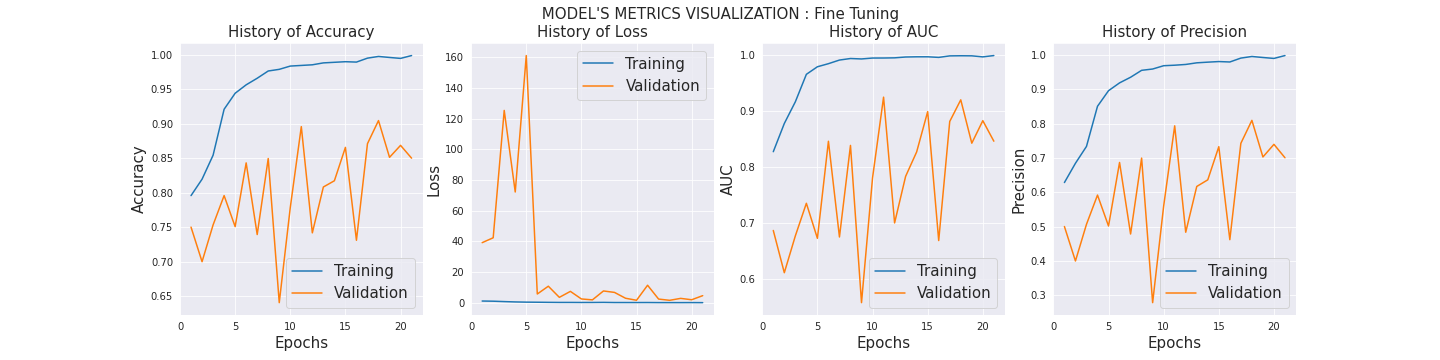 MODEL'S METRICS VISUALIZATION : Fine Tuning
History of Accuracy
1.00
0.95
0.90
0.85
0.80
0.75
0.70
0.65
Accuracy
0
5
10
15
20
Epochs
Training
Validation
History of Loss
160
140
120
100
80
60
40
20
0
Loss
0
5
10
15
20
Epochs
Training
Validation
History of AUC
1.0
0.9
0.8
0.7
0.6
AUC
0
5
10
15
20
Epochs
Training
Validation
History of Precision
1.0
0.9
0.8
0.7
0.6
0.5
0.4
0.3
Precision
0
5
10
15
20
Epochs
Training
Validation